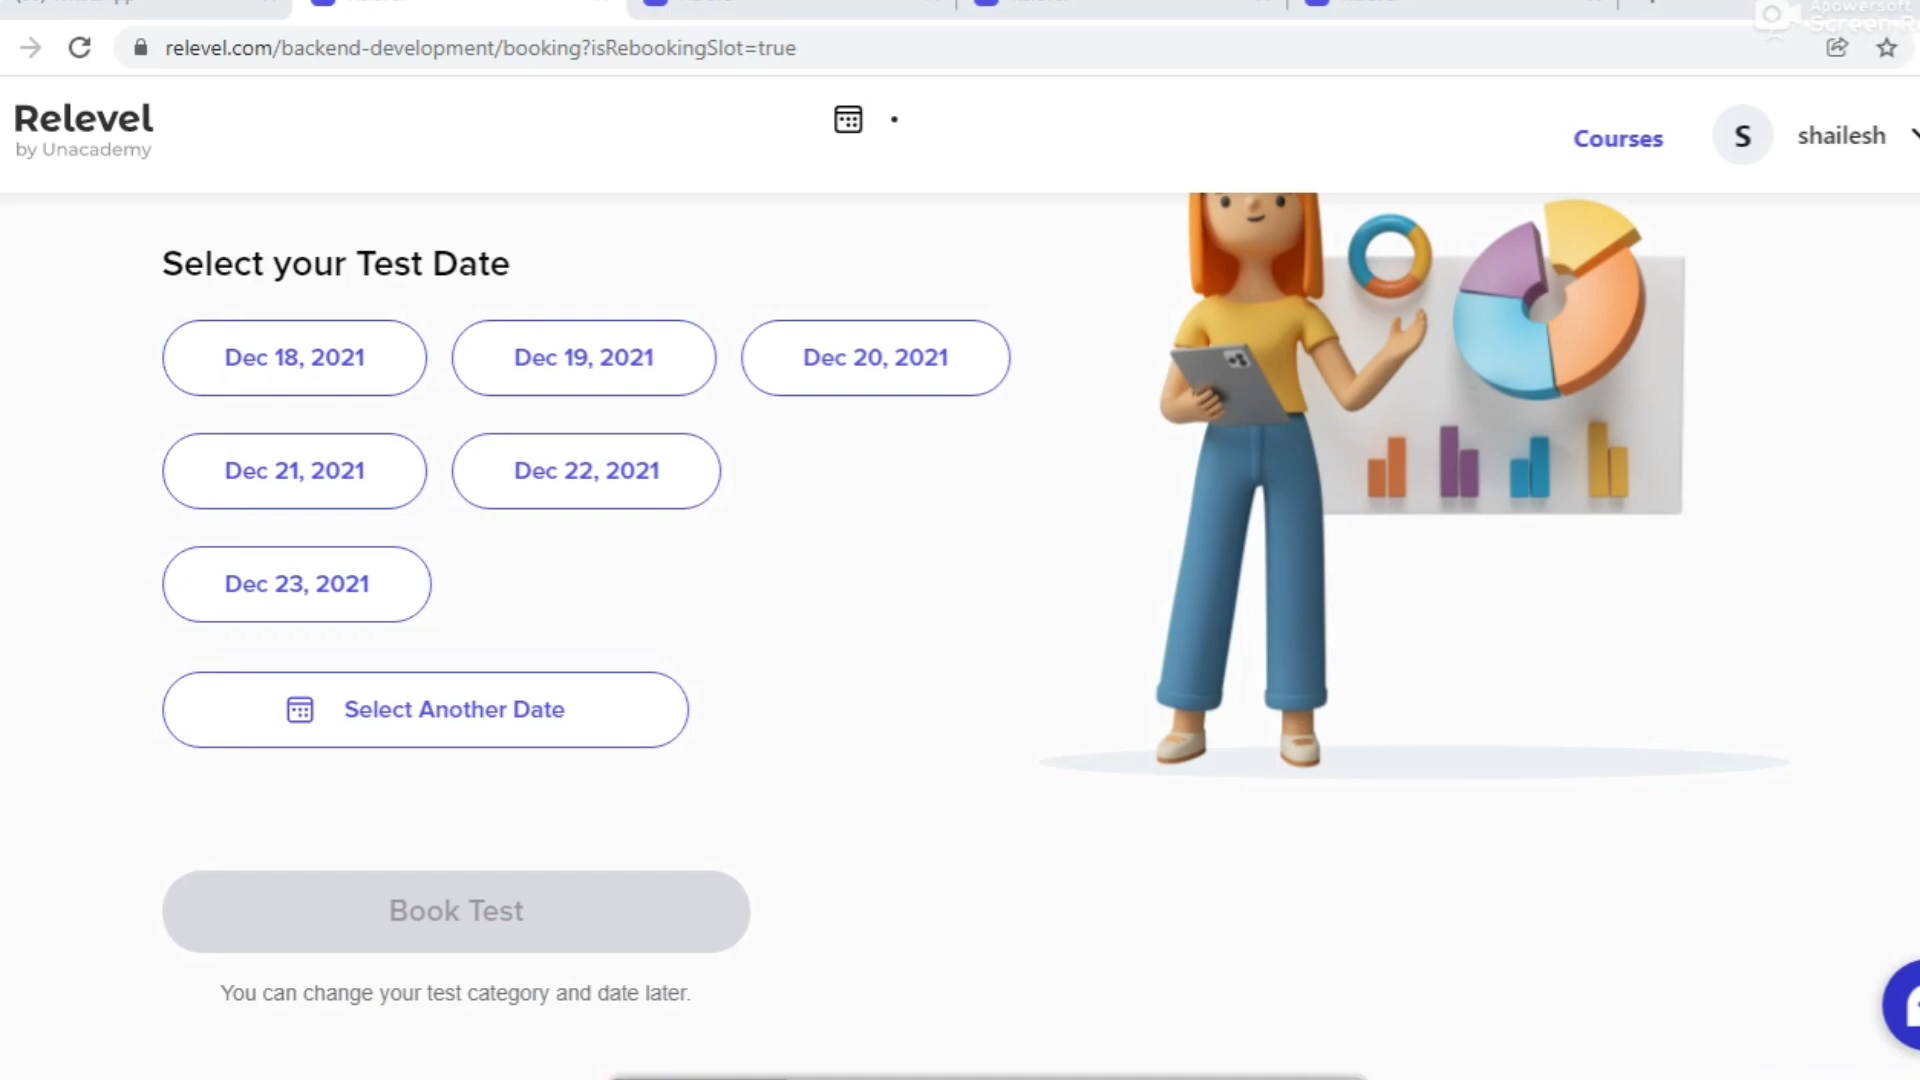 relevel.com/backend-development/booking?isRebookingSlot=true
Apowersoft
Relevel
by Unacademy
Courses
S
shailesh
Select your Test Date
Dec 18, 2021
Dec 19, 2021
Dec 20, 2021
Dec 21, 2021
Dec 22, 2021
Dec 23, 2021
Select Another Date
Book Test
You can change your test category and date later.